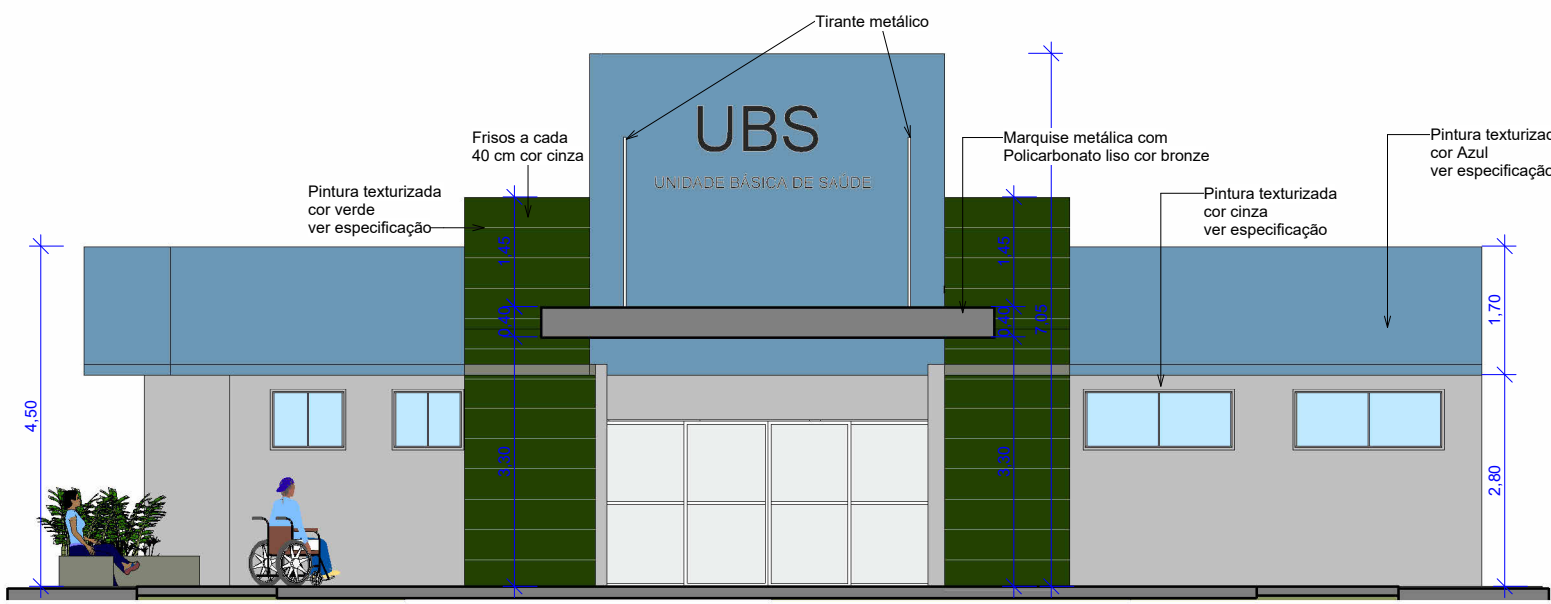 Tirante metálico
UBS
UNIDADE BÁSICA DE SAÚDE
Frisos a cada
40 cm cor cinza
Marquise metálica com
Policarbonato liso cor bronze
Pintura texturizad
cor Azul
ver especificação
Pintura texturizada
cor verde
ver especificação
Pintura texturizada
cor cinza
ver especificação
1,45
1,45
0,40
0,40
7,05
1,70
4,50
3,30
3,30
2,80